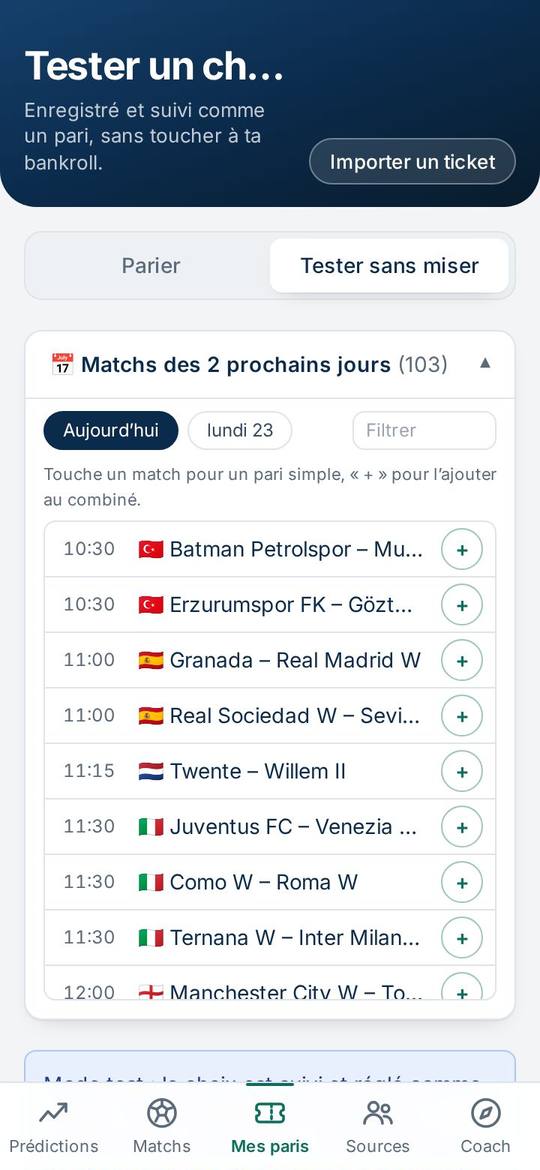 Tester un ch…
Enregistré et suivi comme
un pari, sans toucher à ta
bankroll.
Importer un ticket
Parier
Tester sans miser
Matchs des 2 prochains jours (103) ▲
Aujourd’hui
lundi 23
Filtrer
Touche un match pour un pari simple, « + » pour l’ajouter
au combiné.
10:30 Batman Petrolspor – Mu… +
10:30 Erzurumspor FK – Gözt… +
11:00 Granada – Real Madrid W +
11:00 Real Sociedad W – Sevi… +
11:15 Twente – Willem II +
11:30 Juventus FC – Venezia … +
11:30 Como W – Roma W +
11:30 Ternana W – Inter Milan… +
12:00 Manchester City W – To… +
Prédictions
Matchs
Mes paris
Sources
Coach